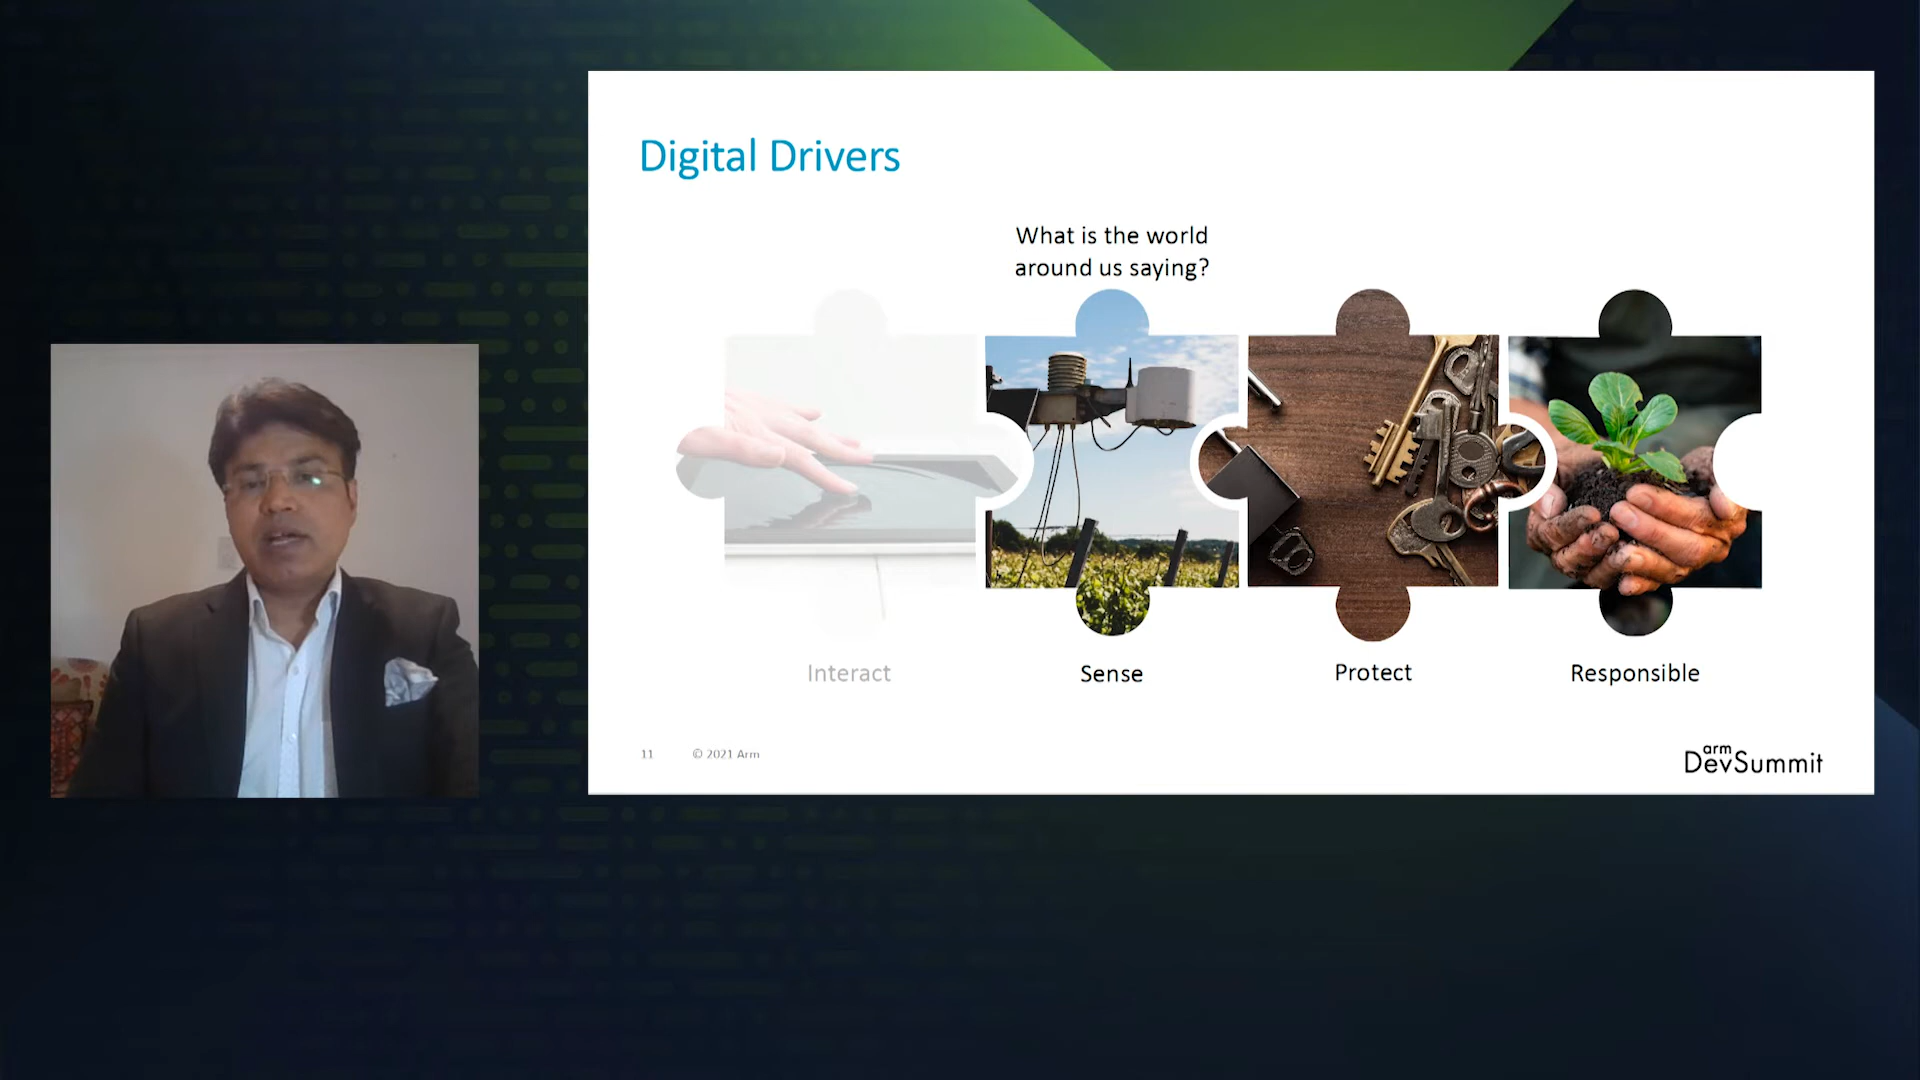 Digital Drivers
What is the world
around us saying?
Interact
Sense
Protect
Responsible
11
© 2021 Arm
arm
DevSummit